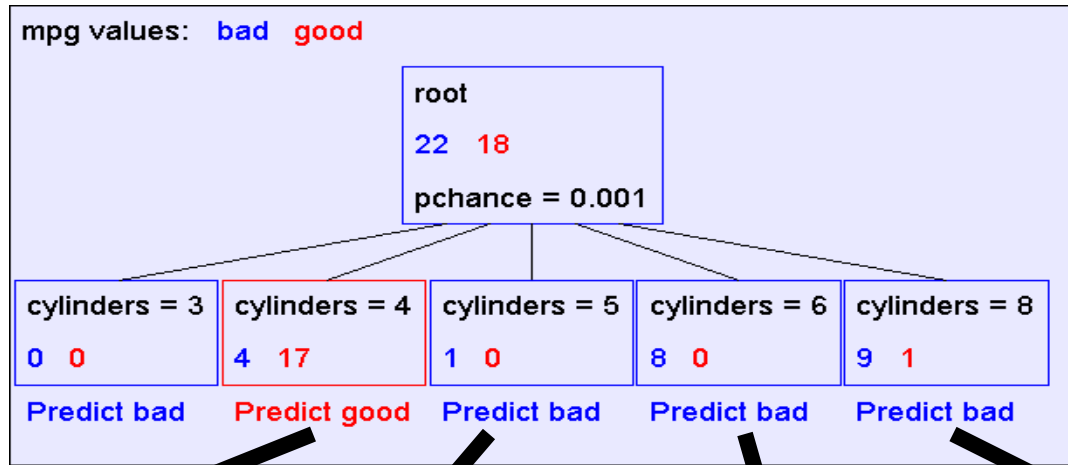 mpg values: bad good
root
22 18
pchance = 0.001
cylinders = 3
0 0
Predict bad
cylinders = 4
4 17
Predict good
cylinders = 5
1 0
Predict bad
cylinders = 6
8 0
Predict bad
cylinders = 8
9 1
Predict bad